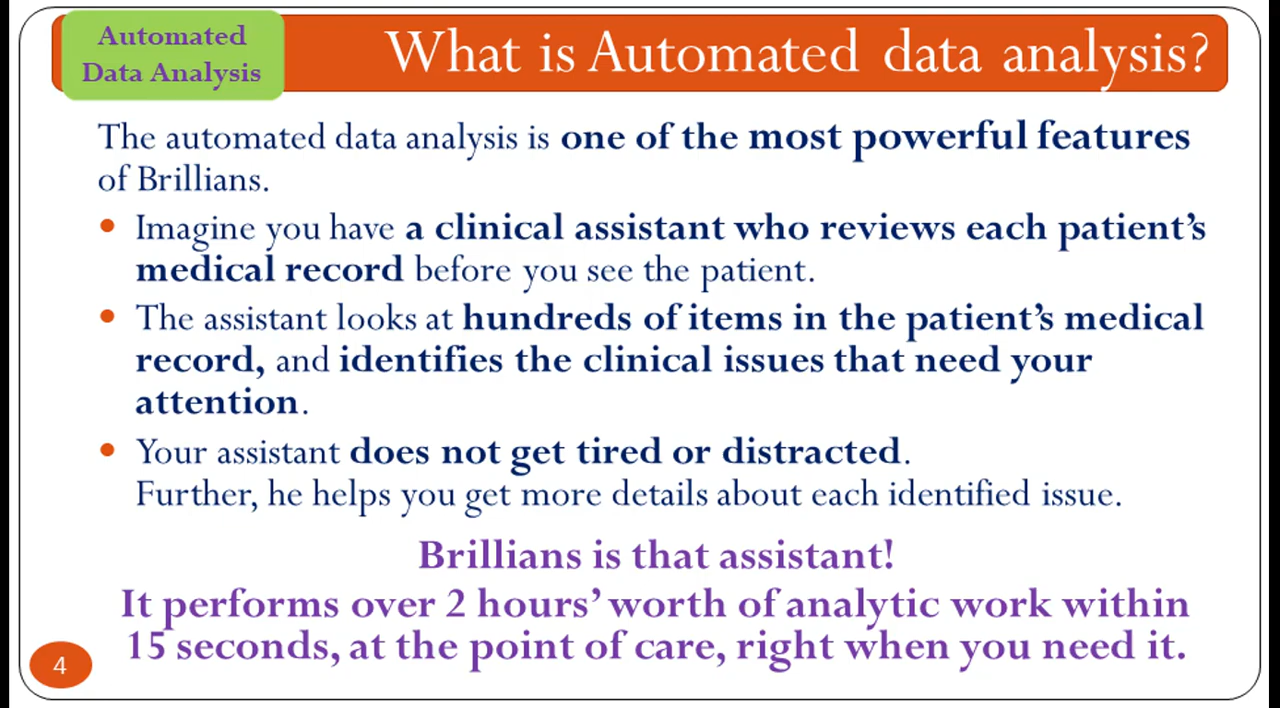 Automated
Data Analysis
What is Automated data analysis?
The automated data analysis is one of the most powerful features
of Brillians.
• Imagine you have a clinical assistant who reviews each patient’s
medical record before you see the patient.
• The assistant looks at hundreds of items in the patient’s medical
record, and identifies the clinical issues that need your
attention.
• Your assistant does not get tired or distracted.
Further, he helps you get more details about each identified issue.
Brillians is that assistant!
It performs over 2 hours’ worth of analytic work within
15 seconds, at the point of care, right when you need it.
4